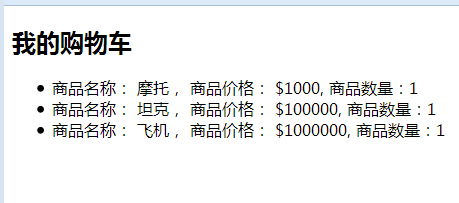 我的购物车
商品名称： 摩托 ， 商品价格： $1000, 商品数量：1
商品名称： 坦克 ， 商品价格： $100000, 商品数量：1
商品名称： 飞机 ， 商品价格： $1000000, 商品数量：1